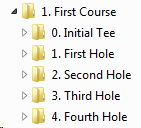 1. First Course
0. Initial Tee
1. First Hole
2. Second Hole
3. Third Hole
4. Fourth Hole